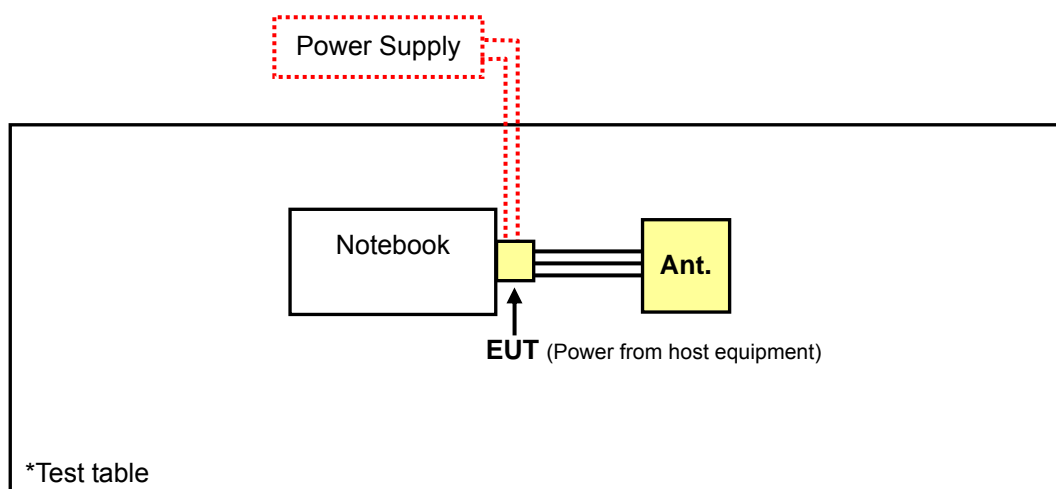 Power Supply
Notebook
Ant.
EUT (Power from host equipment)
*Test table